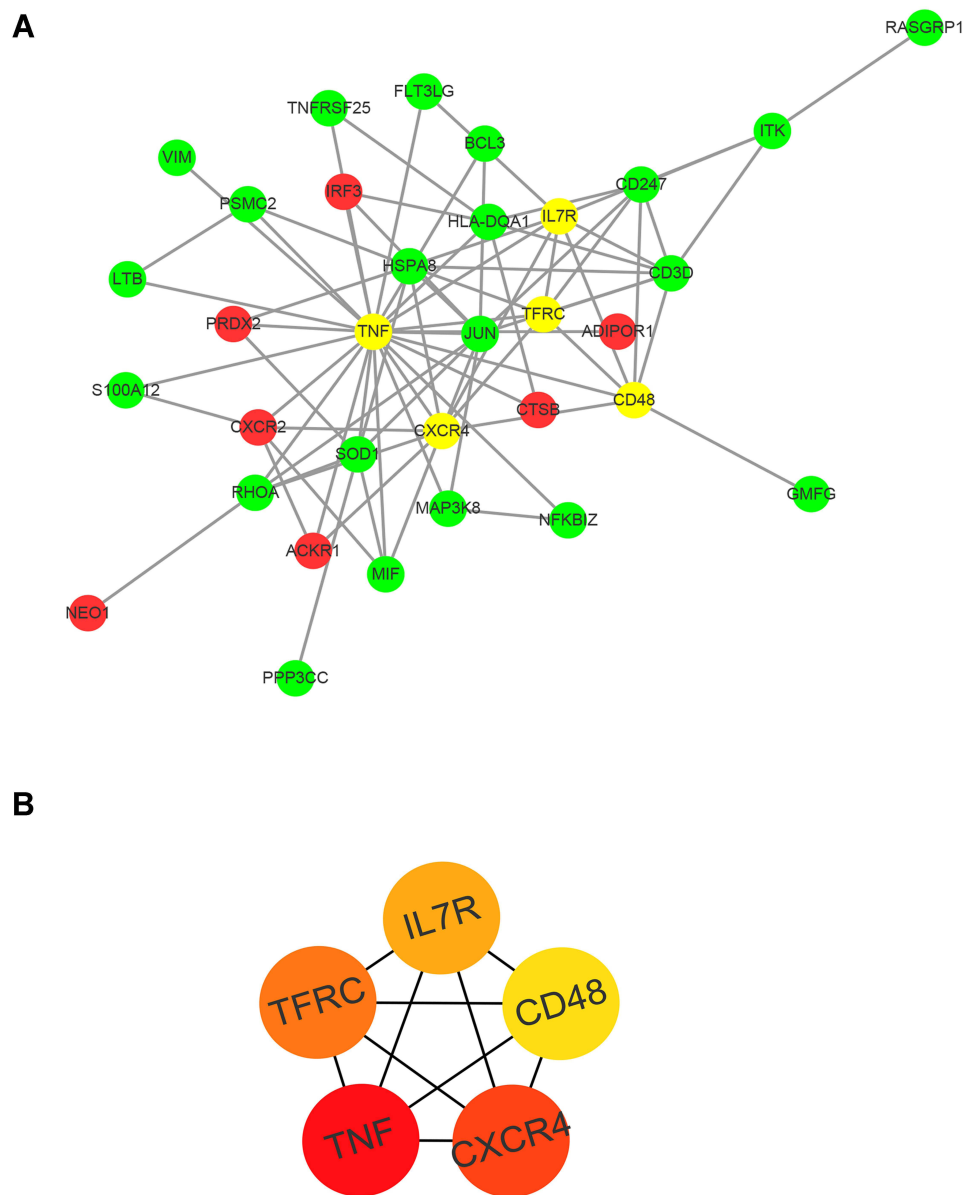 A
RASGRP1
FLT3LG
TNFRSF25
ITK
BCL3
VIM
CD247
IRF3
PSMC2
IL7R
HLA-DQA1
HSPA8
CD3D
LTB
TFRC
PRDX2
TNF
JUN
ADIPOR1
S100A12
CD48
CTSB
CXCR2
CXCR4
SOD1
RHOA
GMFG
MAP3K8
NFKBIZ
ACKR1
MIF
NEO1
PPP3CC
B
IL7R
TFRC
CD48
TNF
CXCR4